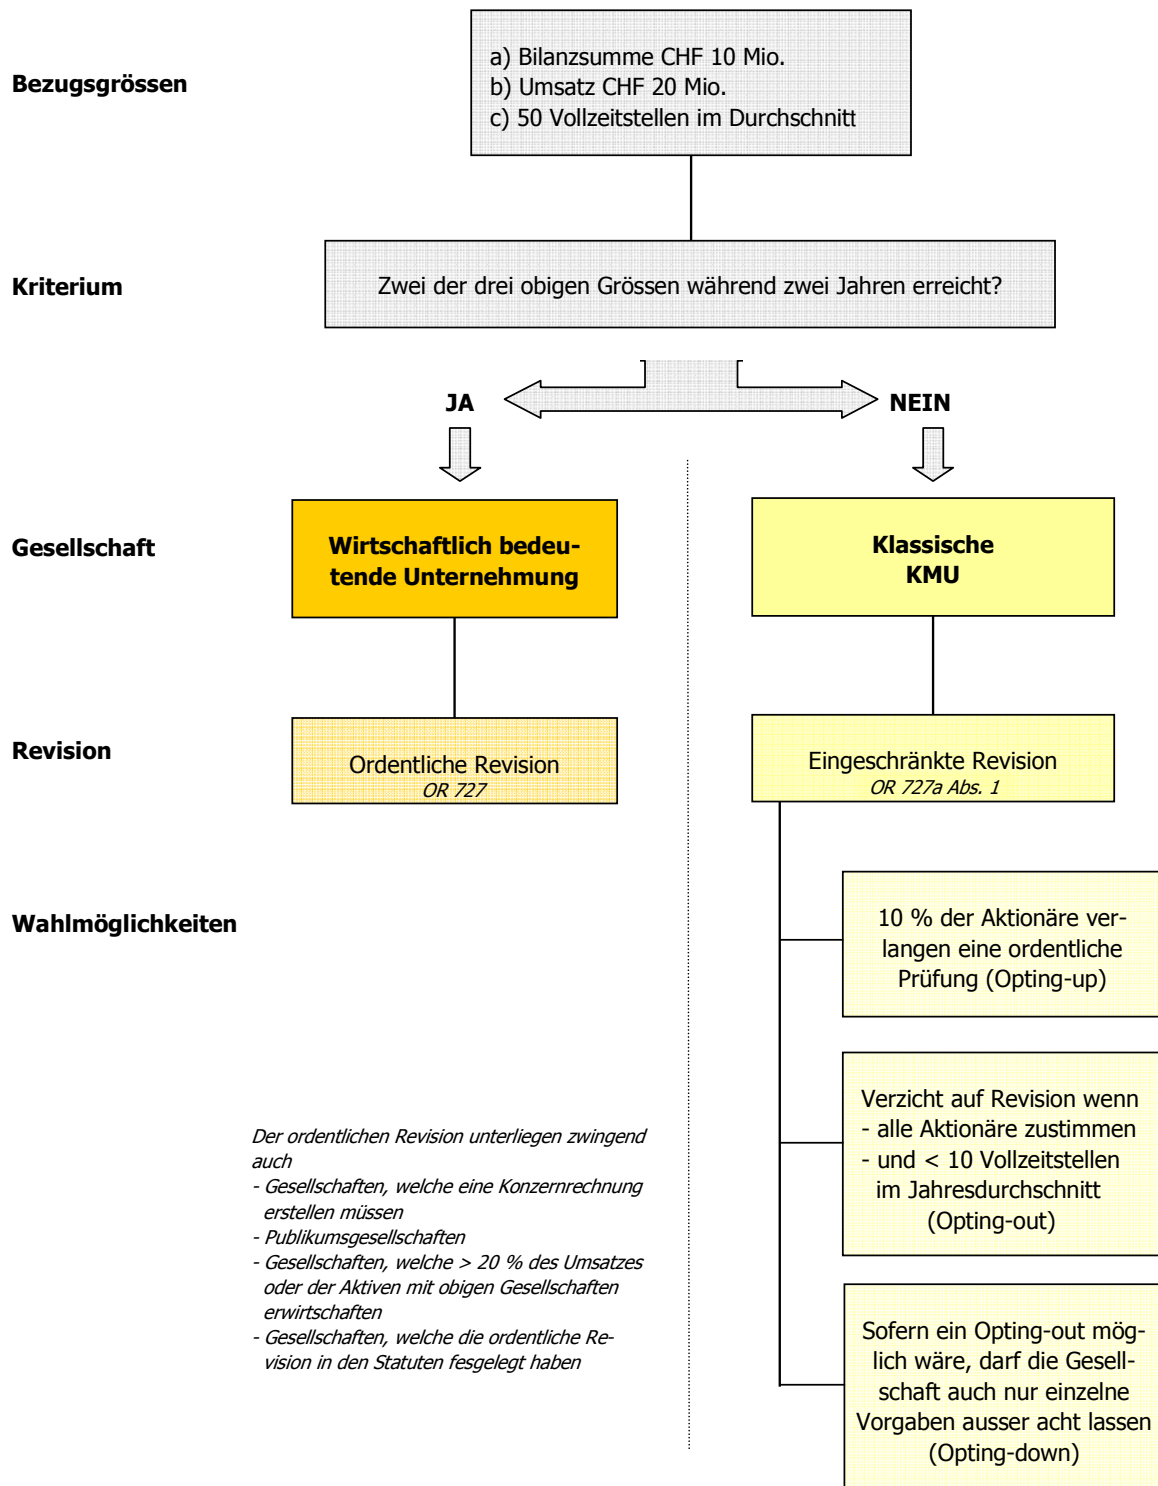 Bezugsgrössen
a) Bilanzsumme CHF 10 Mio.
b) Umsatz CHF 20 Mio.
c) 50 Vollzeitstellen im Durchschnitt
Kriterium
Zwei der drei obigen Grössen während zwei Jahren erreicht?
JA
NEIN
Gesellschaft
Wirtschaftlich bedeu-
tende Unternehmung
Klassische
KMU
Revision
Ordentliche Revision
OR 727
Eingeschränkte Revision
OR 727a Abs. 1
Wahlmöglichkeiten
10 % der Aktionäre ver-
langen eine ordentliche
Prüfung (Opting-up)
Verzicht auf Revision wenn
- alle Aktionäre zustimmen
- und < 10 Vollzeitstellen
im Jahresdurchschnitt
(Opting-out)
Der ordentlichen Revision unterliegen zwingend
auch
- Gesellschaften, welche eine Konzernrechnung
erstellen müssen
- Publikumsgesellschaften
- Gesellschaften, welche > 20 % des Umsatzes
oder der Aktiven mit obigen Gesellschaften
erwirtschaften
- Gesellschaften, welche die ordentliche Re-
vision in den Statuten fesgelegt haben
Sofern ein Opting-out mög-
lich wäre, darf die Gesell-
schaft auch nur einzelne
Vorgaben ausser acht lassen
(Opting-down)